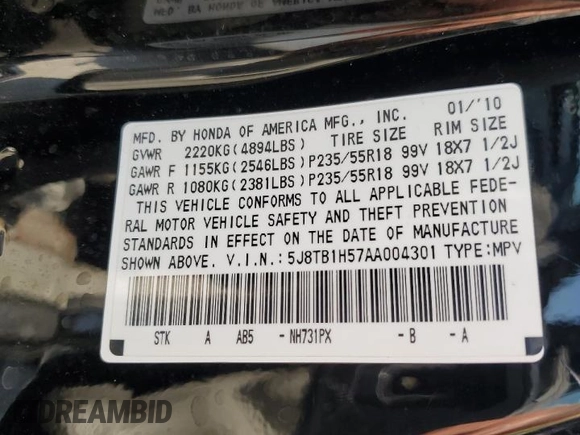 MFD. BY HONDA OF AMERICA MFG., INC. 01/'10
GVWR 2220KG(4894LBS) TIRE SIZE RIM SIZE
GAWR F 1155KG(2546LBS)P235/55R18 99V 18X7 1/2J
GAWR R 1080KG(2381LBS)P235/55R18 99V 18X7 1/2J
THIS VEHICLE CONFORMS TO ALL APPLICABLE FEDE-
RAL MOTOR VEHICLE SAFETY AND THEFT PREVENTION
STANDARDS IN EFFECT ON THE DATE OF MANUFACTURE
SHOWN ABOVE. V.I.N.:5J8TB1H57AA004301 TYPE:MPV
STK A AB5 -NH731PX -B -A
DREAMBID